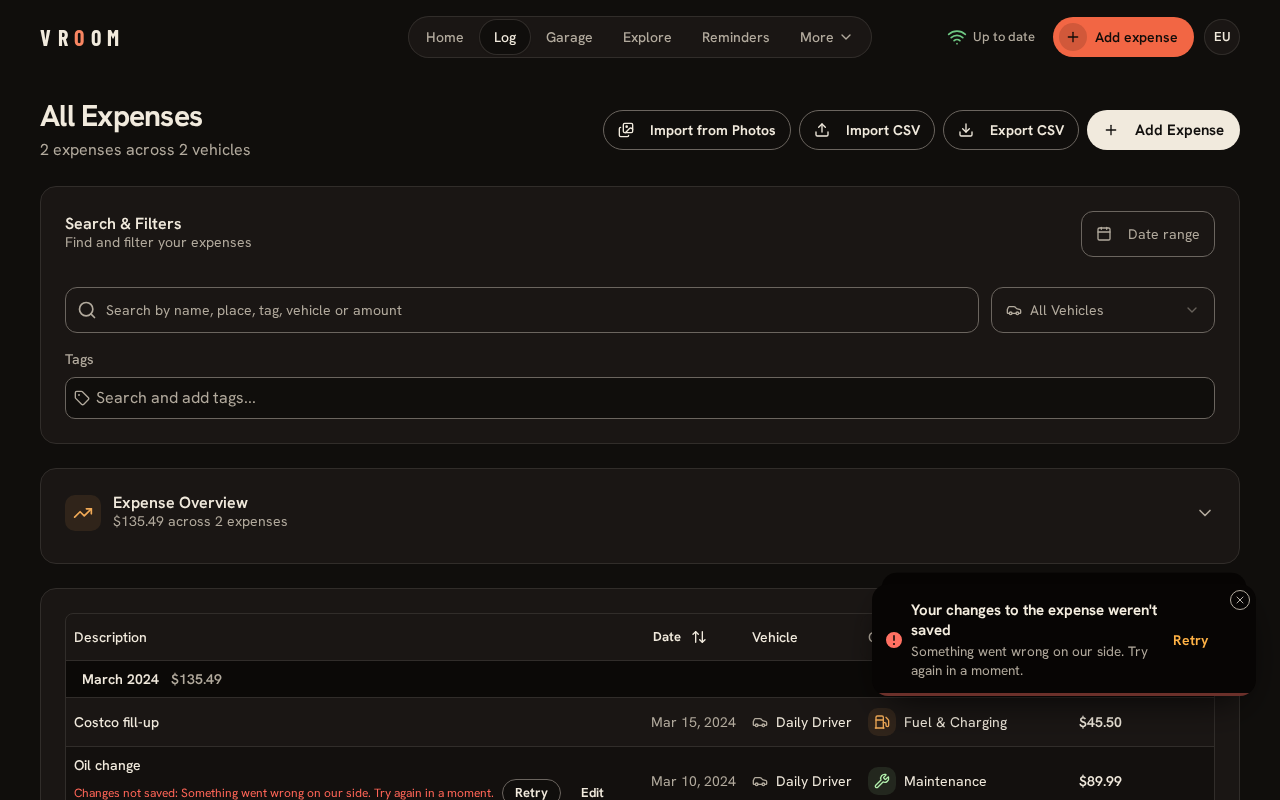 VROOM
Home
Log
Garage
Explore
Reminders
More
Up to date
Add expense
EU
All Expenses
2 expenses across 2 vehicles
Import from Photos
Import CSV
Export CSV
Add Expense
Search & Filters
Find and filter your expenses
Date range
Search by name, place, tag, vehicle or amount
All Vehicles
Tags
Search and add tags...
Expense Overview
$135.49 across 2 expenses
Your changes to the expense weren't
saved
Something went wrong on our side. Try
again in a moment.
Retry
Description
Date
Vehicle
March 2024 $135.49
Costco fill-up
Mar 15, 2024
Daily Driver
Fuel & Charging
$45.50
Oil change
Changes not saved: Something went wrong on our side. Try again in a moment.
Retry
Edit
Mar 10, 2024
Daily Driver
Maintenance
$89.99